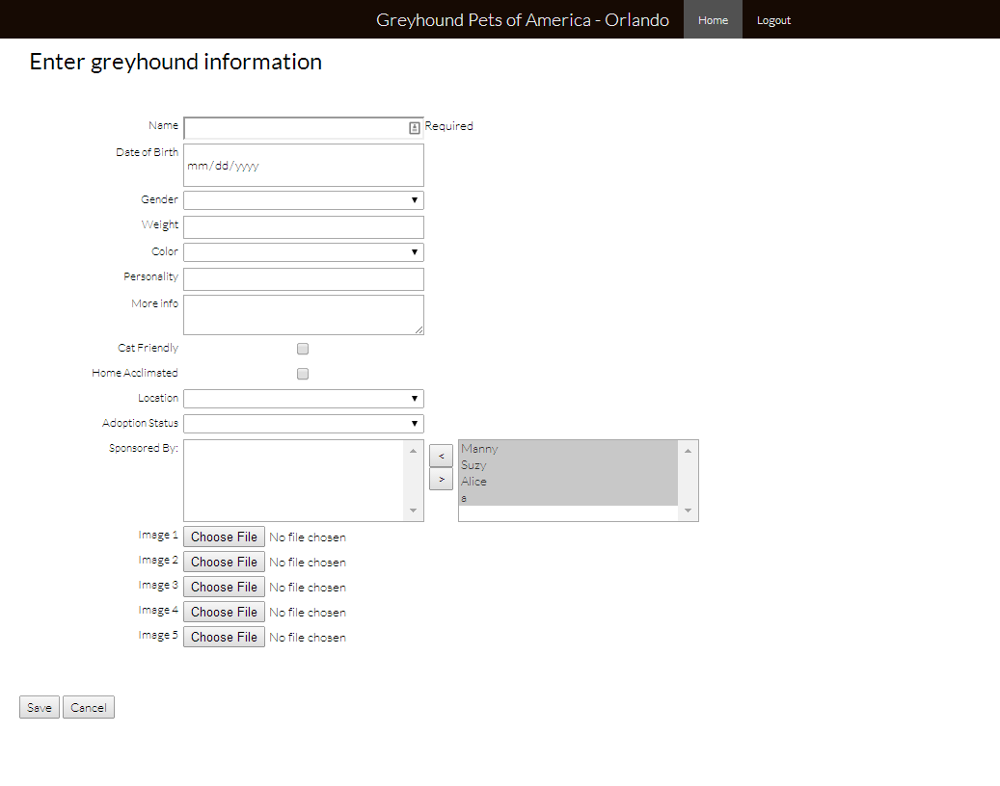 Greyhound Pets of America - Orlando Home Logout
Enter greyhound information
Name Required
Date of Birth mm/dd/yyyy
Gender
Weight
Color
Personality
More info
Cat Friendly
Home Acclimated
Location
Adoption Status
Sponsored By: < Manny
Suzy
> Alice
a
Image 1 Choose File No file chosen
Image 2 Choose File No file chosen
Image 3 Choose File No file chosen
Image 4 Choose File No file chosen
Image 5 Choose File No file chosen
Save Cancel